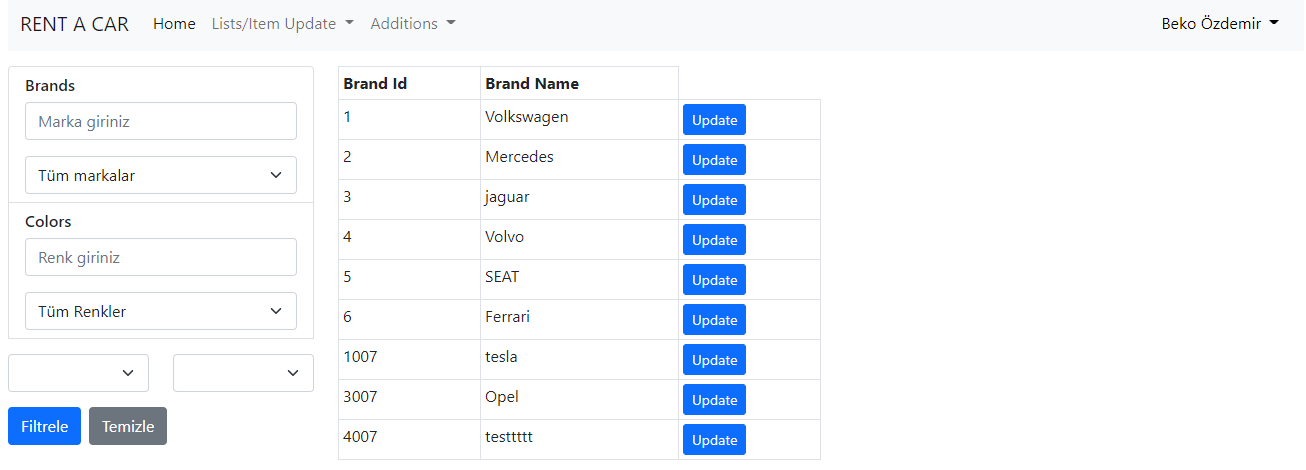 RENT A CAR Home Lists/Item Update Additions Beko Özdemir
Brands
Marka giriniz
Tüm markalar
Colors
Renk giriniz
Tüm Renkler
Filtrele Temizle
Brand Id Brand Name
1 Volkswagen Update
2 Mercedes Update
3 jaguar Update
4 Volvo Update
5 SEAT Update
6 Ferrari Update
1007 tesla Update
3007 Opel Update
4007 testtttt Update